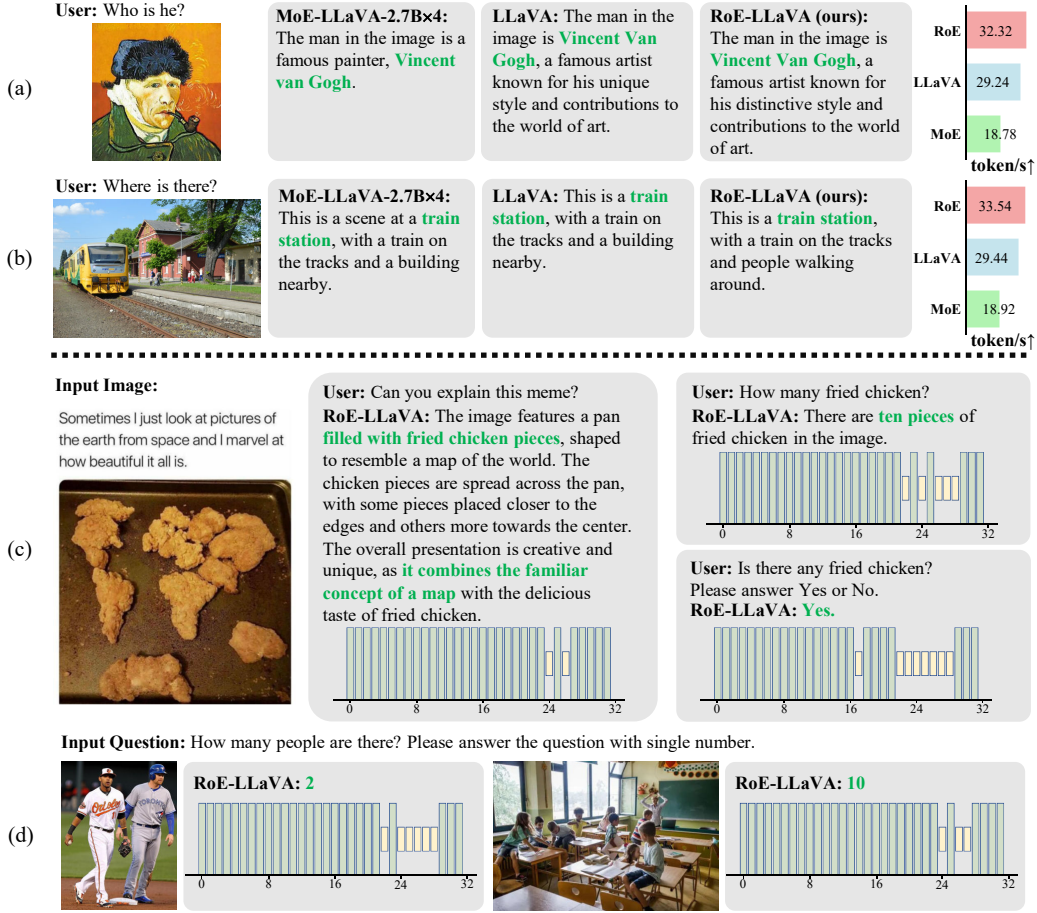 (a)
User: Who is he?
MoE-LLaVA-2.7B×4:
The man in the image is a
famous painter, Vincent
van Gogh.
LLaVA: The man in the
image is Vincent Van
Gogh, a famous artist
known for his unique
style and contributions to
the world of art.
RoE-LLaVA (ours):
The man in the image is
Vincent Van Gogh, a
famous artist known for
his distinctive style and
contributions to the world
of art.
RoE 32.32
LLaVA 29.24
MoE 18.78
token/s↑
(b)
User: Where is there?
MoE-LLaVA-2.7B×4:
This is a scene at a train
station, with a train on
the tracks and a building
nearby.
LLaVA: This is a train
station, with a train on
the tracks and a building
nearby.
RoE-LLaVA (ours):
This is a train station,
with a train on the tracks
and people walking
around.
RoE 33.54
LLaVA 29.44
MoE 18.92
token/s↑
(c)
Input Image:
Sometimes I just look at pictures of
the earth from space and I marvel at
how beautiful it all is.
User: Can you explain this meme?
RoE-LLaVA: The image features a pan
filled with fried chicken pieces, shaped
to resemble a map of the world. The
chicken pieces are spread across the pan,
with some pieces placed closer to the
edges and others more towards the center.
The overall presentation is creative and
unique, as it combines the familiar
concept of a map with the delicious
taste of fried chicken.
0 8 16 24 32
User: How many fried chicken?
RoE-LLaVA: There are ten pieces of
fried chicken in the image.
0 8 16 24 32
User: Is there any fried chicken?
Please answer Yes or No.
RoE-LLaVA: Yes.
0 8 16 24 32
(d)
Input Question: How many people are there? Please answer the question with single number.
Orioles
TORONTO
RoE-LLaVA: 2
0 8 16 24 32
RoE-LLaVA: 10
0 8 16 24 32